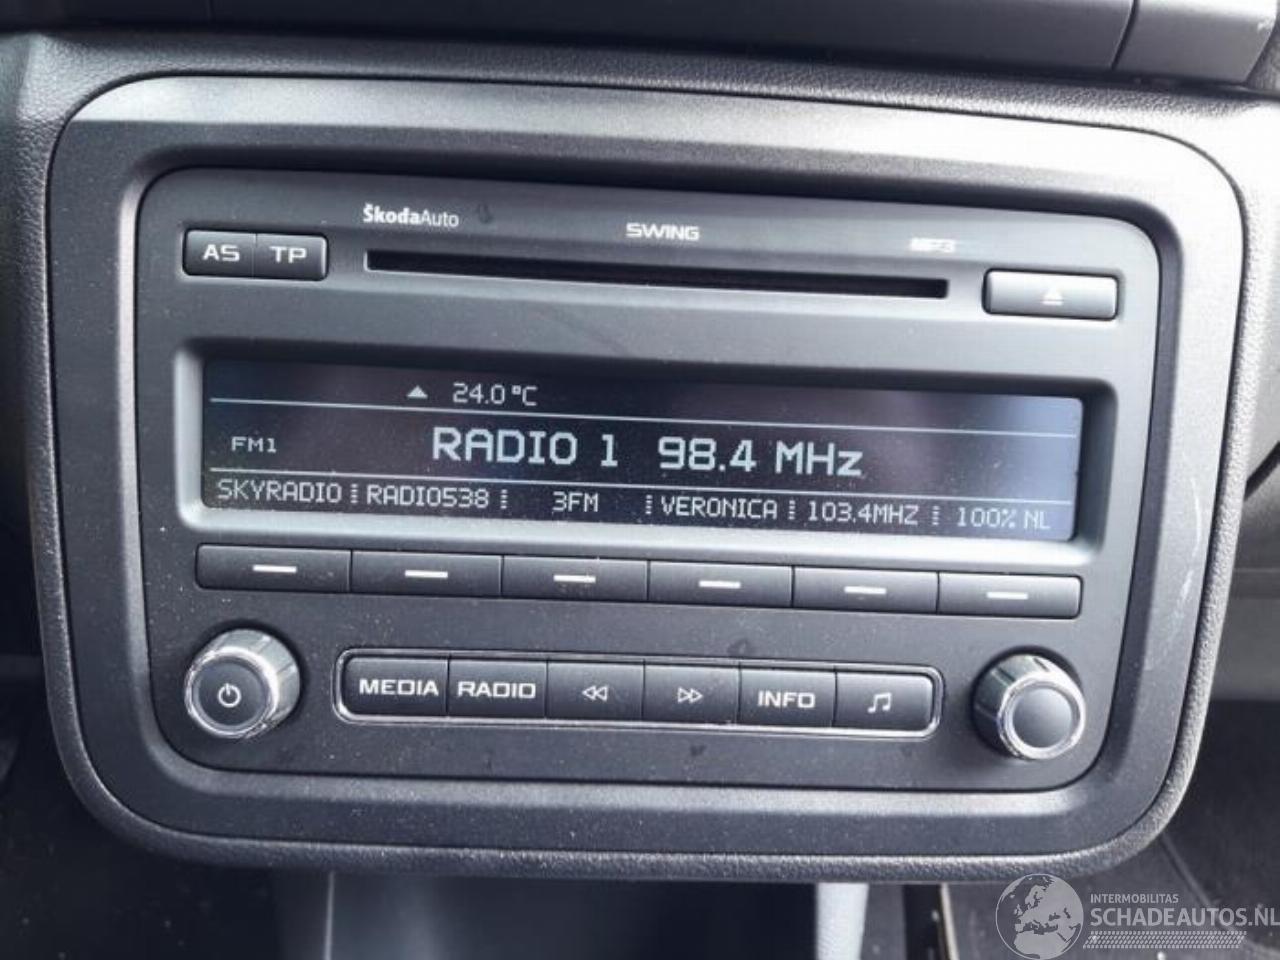 ŠkodaAuto SWING MP3
AS TP
24.0 °C
FM1 RADIO 1 98.4 MHz
SKYRADIO RADIO538 3FM VERONICA 103.4MHZ 100% NL
MEDIA RADIO INFO
INTERMOBILITAS
SCHADEAUTOS.NL